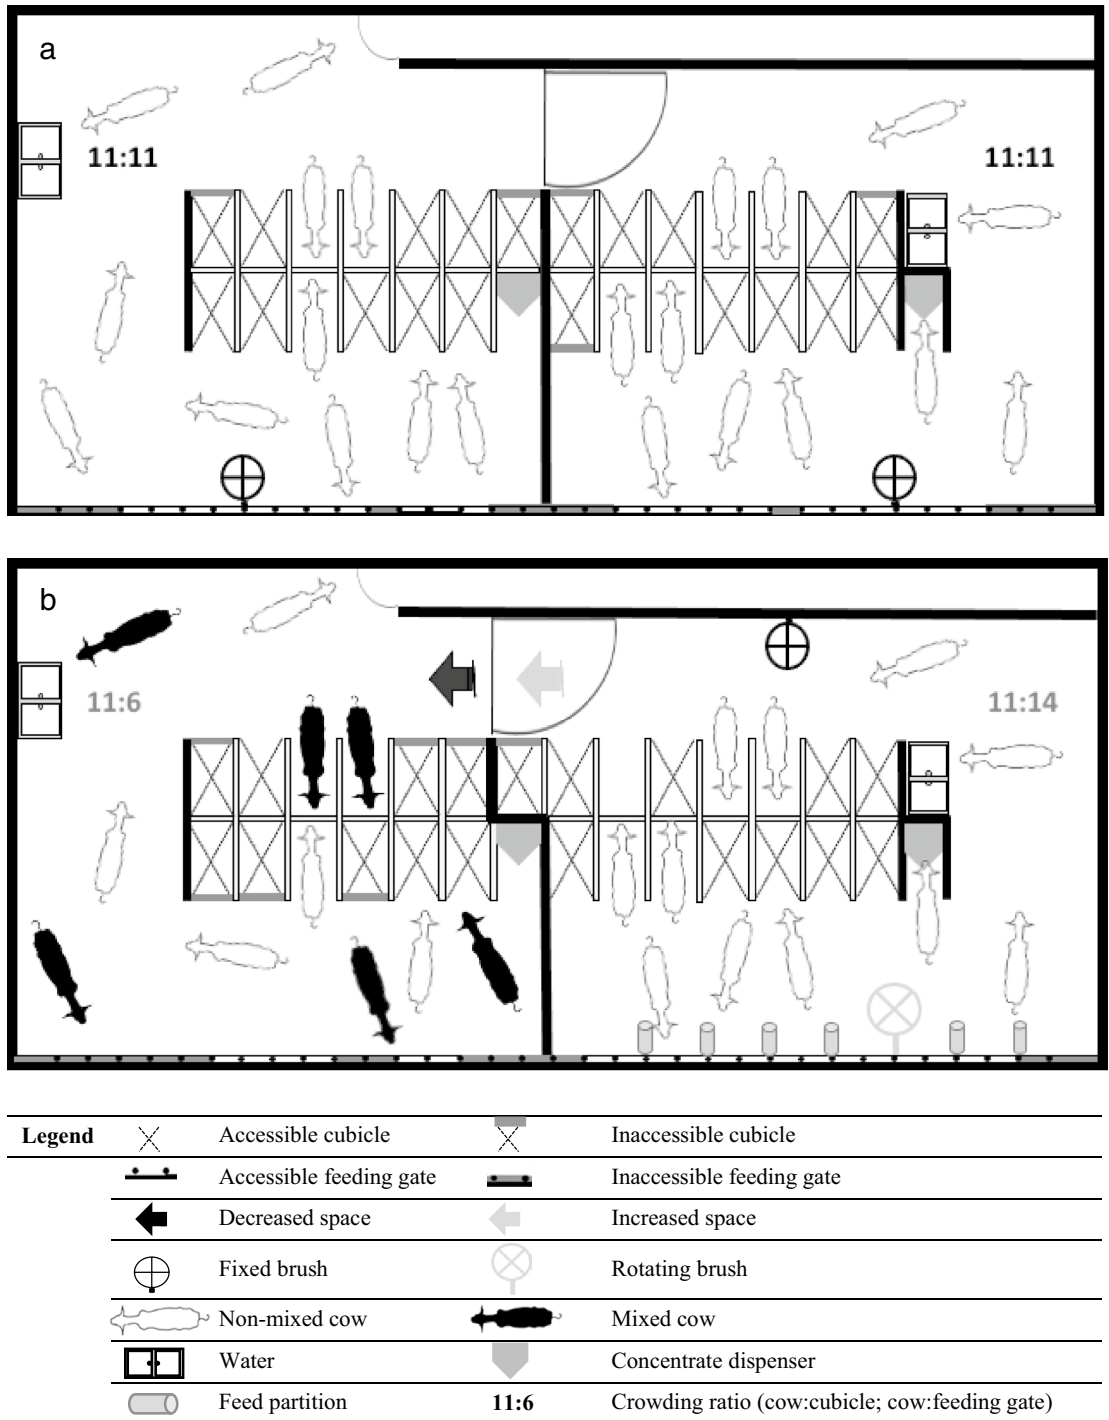 a
11:11
11:11
b
11:6
11:14
Legend
Accessible cubicle
Inaccessible cubicle
Accessible feeding gate
Inaccessible feeding gate
Decreased space
Increased space
Fixed brush
Rotating brush
Non-mixed cow
Mixed cow
Water
Concentrate dispenser
Feed partition
11:6
Crowding ratio (cow:cubicle; cow:feeding gate)